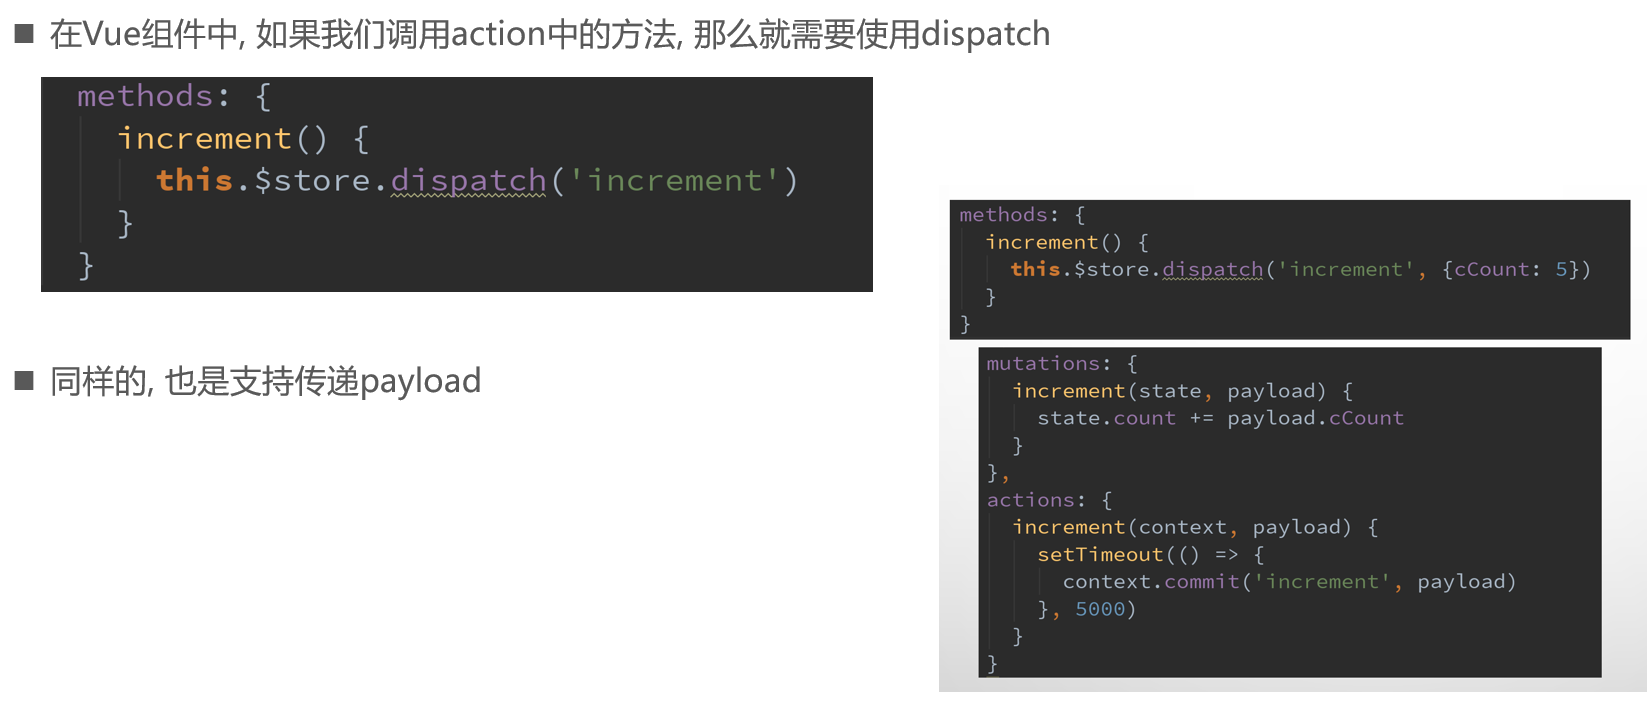 在Vue组件中, 如果我们调用action中的方法, 那么就需要使用dispatch
methods: {
increment() {
this.$store.dispatch('increment')
}
}
同样的, 也是支持传递payload
methods: {
increment() {
this.$store.dispatch('increment', {cCount: 5})
}
}
mutations: {
increment(state, payload) {
state.count += payload.cCount
}
},
actions: {
increment(context, payload) {
setTimeout(() => {
context.commit('increment', payload)
}, 5000)
}
}